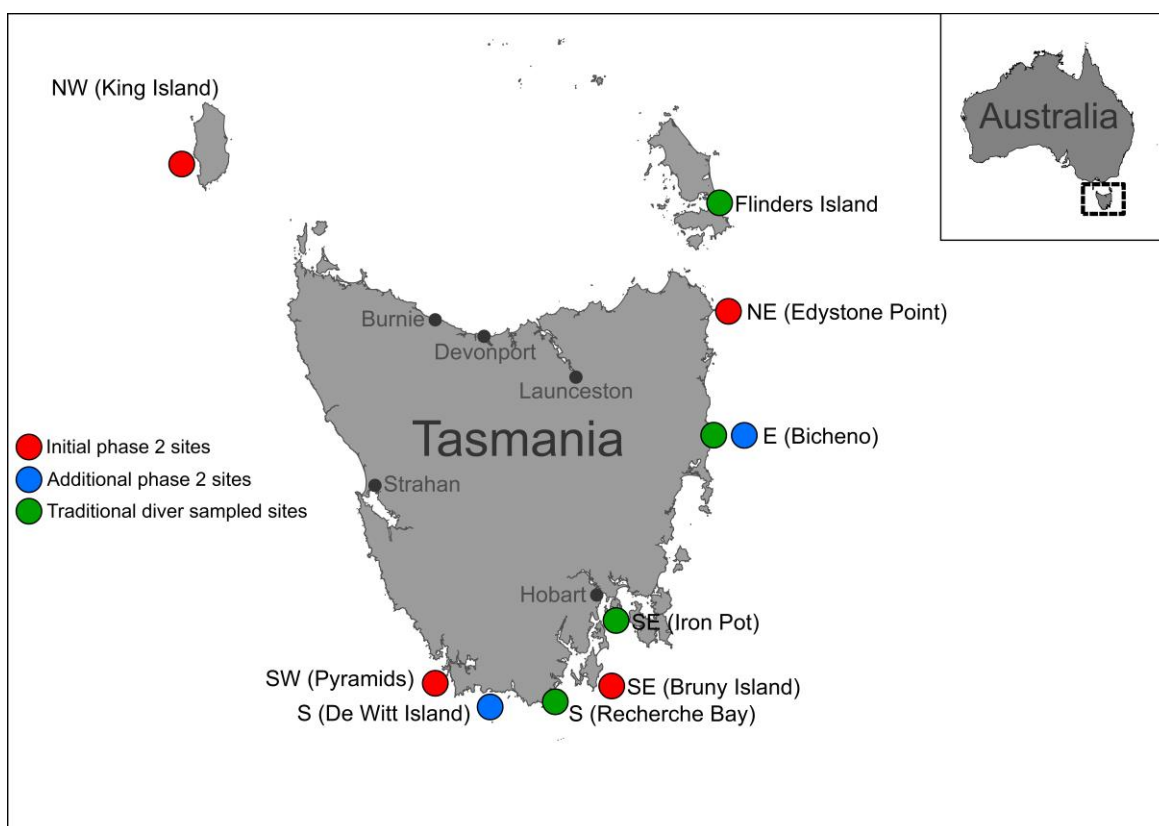 NW (King Island)
Australia
Flinders Island
NE (Edystone Point)
Burnie
Devonport
Launceston
Tasmania
E (Bicheno)
Initial phase 2 sites
Additional phase 2 sites
Traditional diver sampled sites
Strahan
Hobart
SE (Iron Pot)
SW (Pyramids)
SE (Bruny Island)
S (De Witt Island)
S (Recherche Bay)